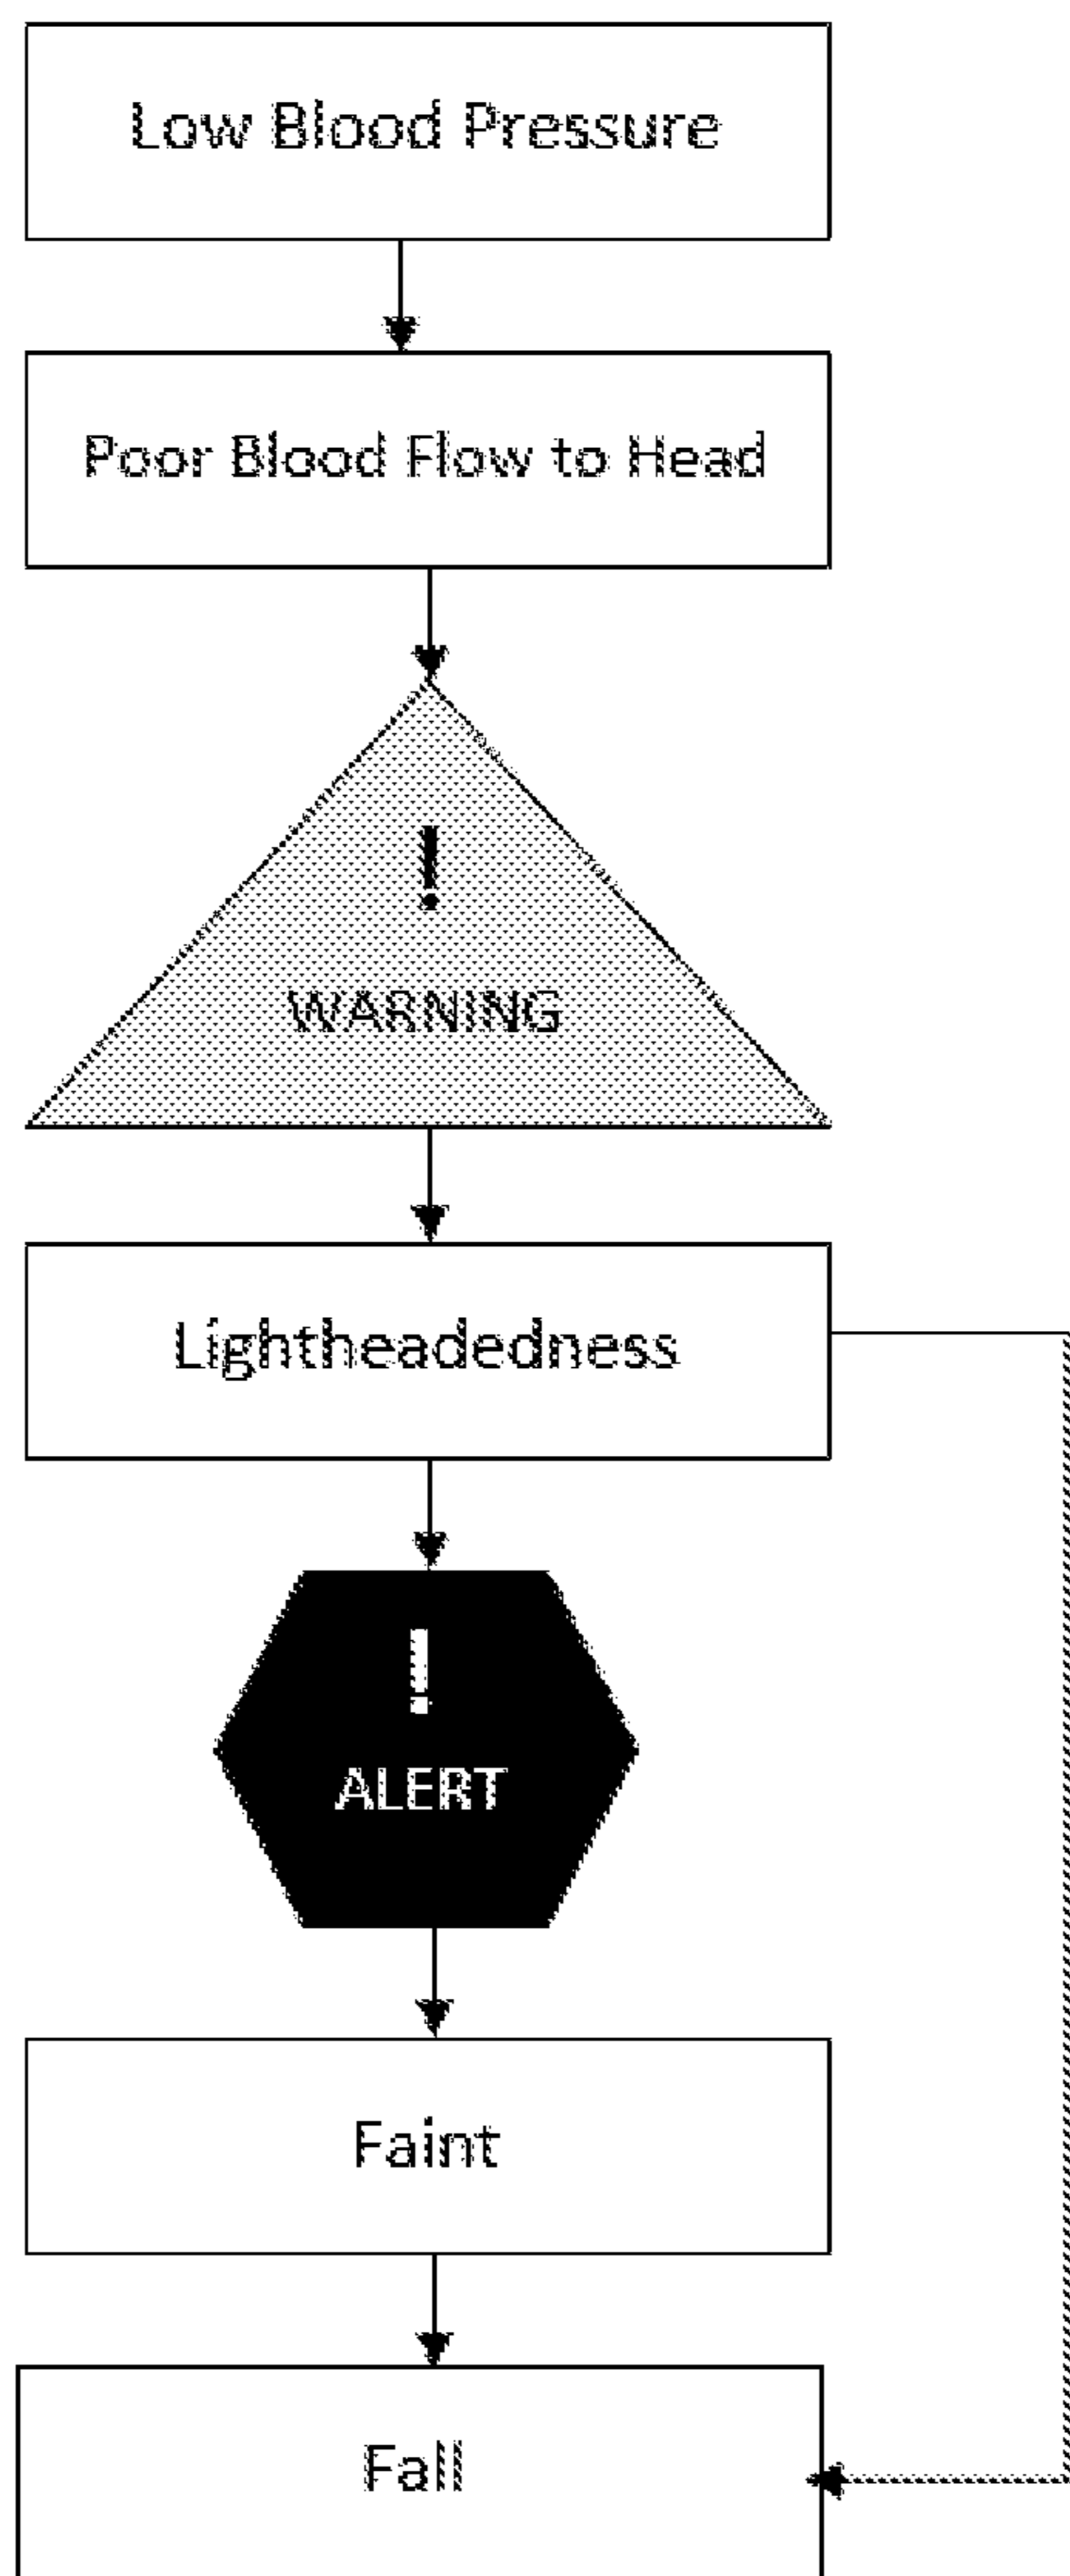 Low Blood Pressure
Poor Blood Flow to Head
!
WARNING
Lightheadedness
!
ALERT
Faint
Fall